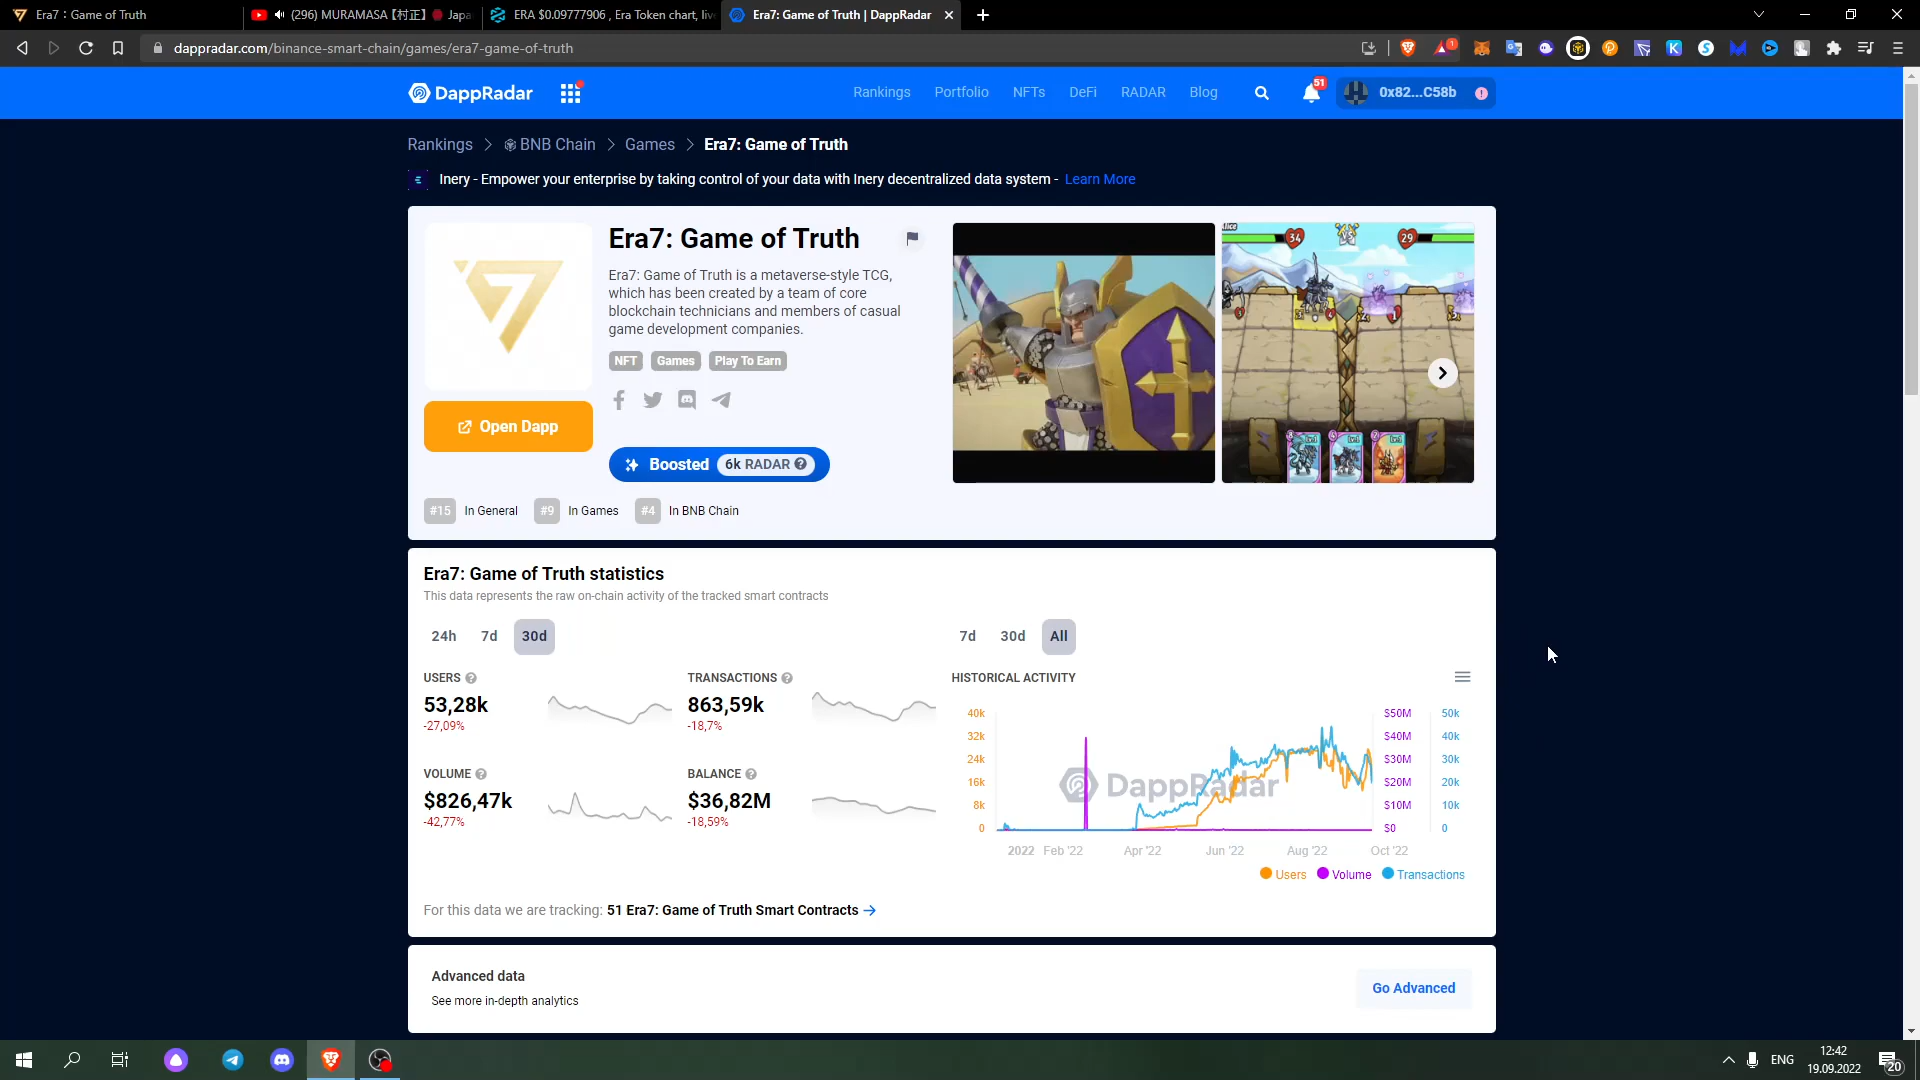 Era7 : Game of Truth
(296) MURAMASA【村正】
Japa
ERA $0.09777906 , Era Token chart, liv
Era7: Game of Truth | DappRadar
dappradar.com/binance-smart-chain/games/era7-game-of-truth
1
DappRadar
Rankings
Portfolio
NFTs
DeFi
RADAR
Blog
51
0x82...C58b
Rankings > BNB Chain > Games > Era7: Game of Truth
Inery - Empower your enterprise by taking control of your data with Inery decentralized data system - Learn More
Era7: Game of Truth
Era7: Game of Truth is a metaverse-style TCG,
which has been created by a team of core
blockchain technicians and members of casual
game development companies.
NFT
Games
Play To Earn
Open Dapp
Boosted 6k RADAR
34
29
#15 In General
#9 In Games
#4 In BNB Chain
Era7: Game of Truth statistics
This data represents the raw on-chain activity of the tracked smart contracts
24h
7d
30d
7d
30d
All
USERS
53,28k
-27,09%
TRANSACTIONS
863,59k
-18,7%
VOLUME
$826,47k
-42,77%
BALANCE
$36,82M
-18,59%
HISTORICAL ACTIVITY
40k
32k
24k
16k
8k
0
$50M
$40M
$30M
$20M
$10M
$0
50k
40k
30k
20k
10k
0
DappRadar
2022
Feb '22
Apr '22
Jun '22
Aug '22
Oct '22
Users
Volume
Transactions
For this data we are tracking: 51 Era7: Game of Truth Smart Contracts
Advanced data
See more in-depth analytics
Go Advanced
ENG
12:42
19.09.2022
20